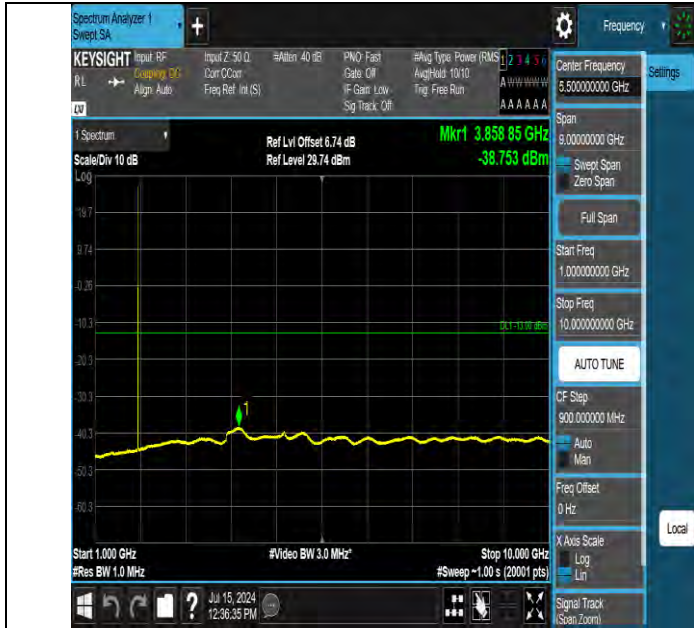 Spectrum Analyzer 1
Swept SA
Frequency
KEYSIGHT
RL
Input: RF
Coupling: DC
Align: Auto
Input Z: 50 Ω
Corr CCorr
Freq Ref: Int (S)
#Atten: 40 dB
PNO: Fast
Gate: Off
IF Gain: Low
Sig Track: Off
#Avg Type: Power (RMS
Avg|Hold: 10/10
Trig: Free Run
1 2 3 4 5 6
A W W W W W
A A A A A A
LXI
1 Spectrum
Scale/Div 10 dB
Log
Ref Lvl Offset 6.74 dB
Ref Level 29.74 dBm
Mkr1 3.858 85 GHz
-38.753 dBm
19.7
9.74
-0.26
-10.3
DL1 -13.00 dBm
-20.3
-30.3
1
-40.3
-50.3
-60.3
Start 1.000 GHz
#Res BW 1.0 MHz
#Video BW 3.0 MHz*
Stop 10.000 GHz
#Sweep ~1.00 s (20001 pts)
Jul 15, 2024
12:36:35 PM
Center Frequency
5.500000000 GHz
Settings
Span
9.00000000 GHz
Swept Span
Zero Span
Full Span
Start Freq
1.000000000 GHz
Stop Freq
10.000000000 GHz
AUTO TUNE
CF Step
900.000000 MHz
Auto
Man
Freq Offset
0 Hz
X Axis Scale
Log
Lin
Local
Signal Track
(Span Zoom)